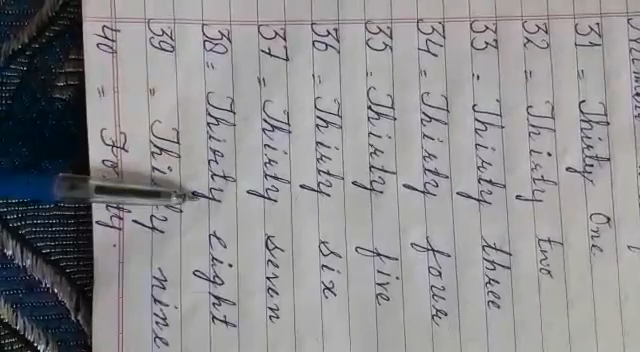 31 = Thirty One
32 = Thirty two
33 = Thirty three
34 = Thirty four
35 = Thirty five
36 = Thirty six
37 = Thirty seven
38 = Thirty eight
39 = Thirty nine
40 = Forty.